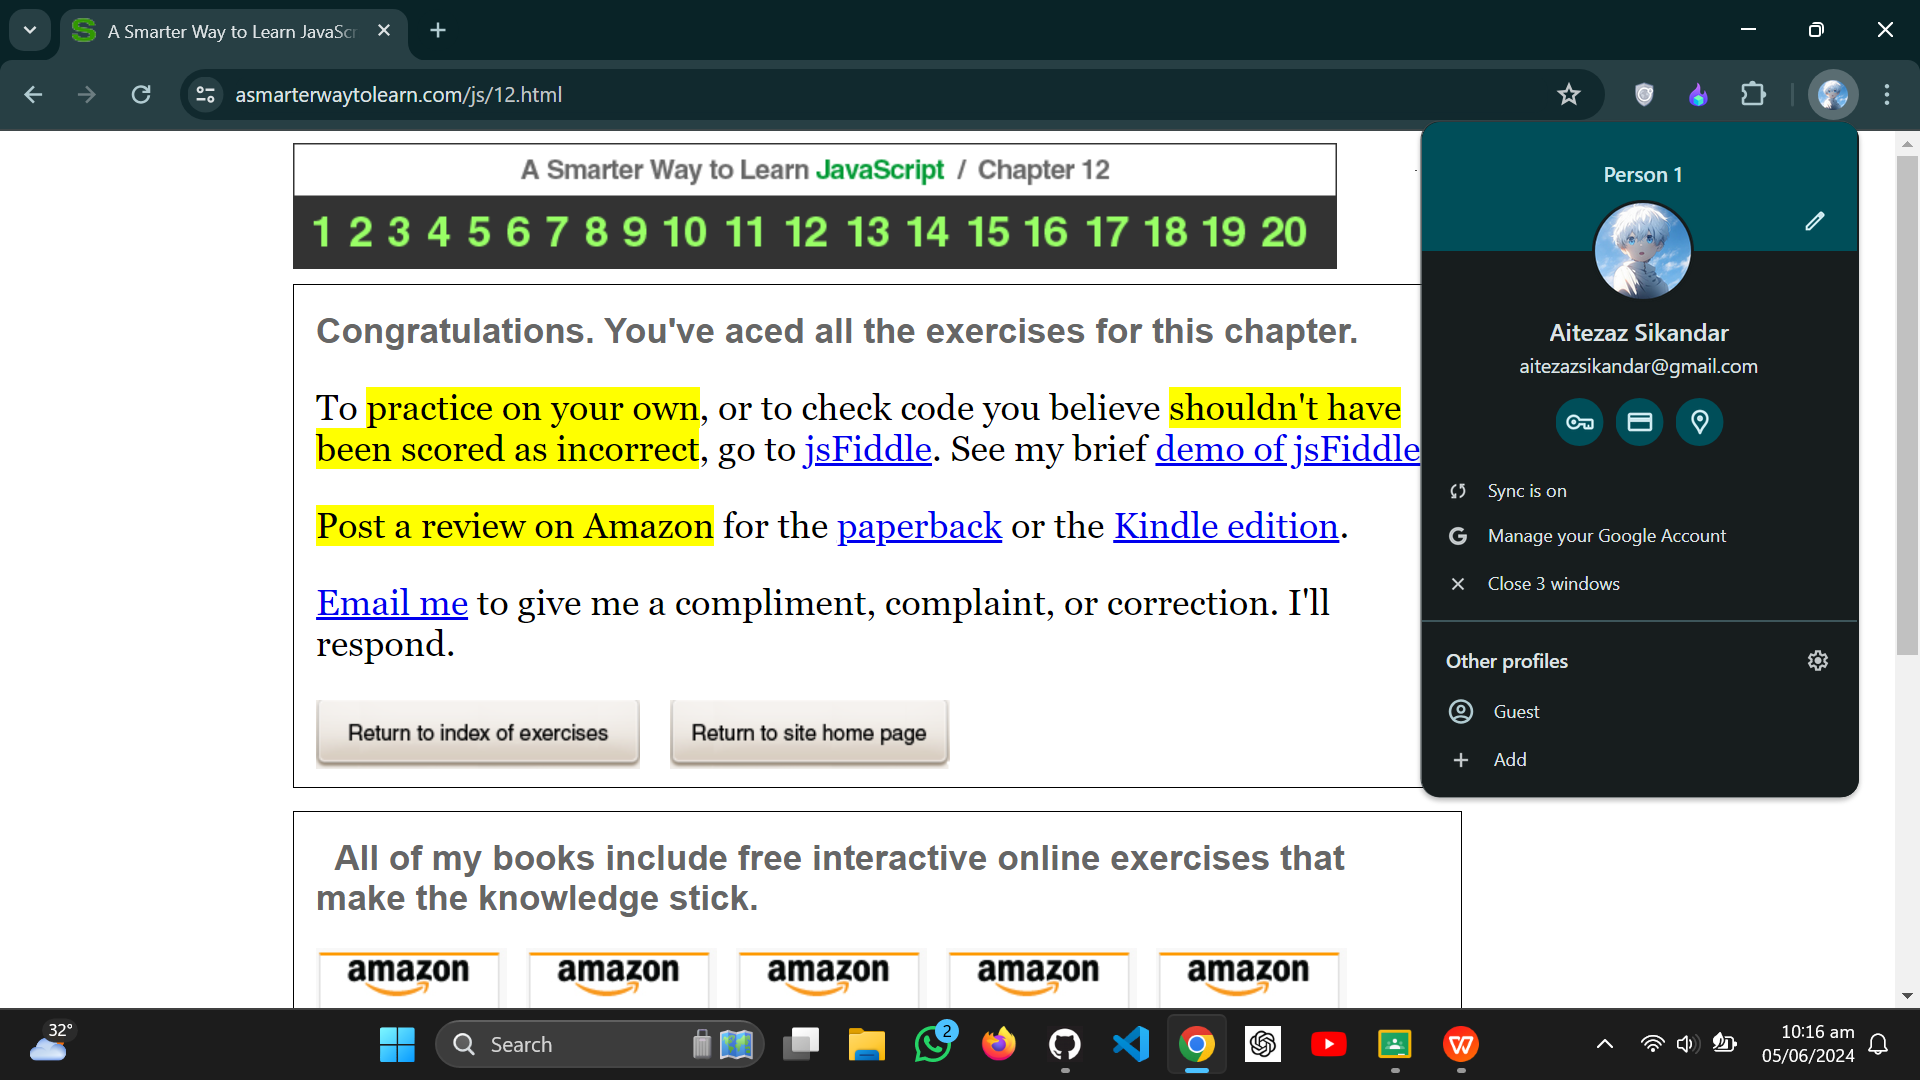 A Smarter Way to Learn JavaScr
asmarterwaytolearn.com/js/12.html
A Smarter Way to Learn JavaScript / Chapter 12
1 2 3 4 5 6 7 8 9 10 11 12 13 14 15 16 17 18 19 20
Congratulations. You've aced all the exercises for this chapter.
To practice on your own, or to check code you believe shouldn't have
been scored as incorrect, go to jsFiddle. See my brief demo of jsFiddle
Post a review on Amazon for the paperback or the Kindle edition.
Email me to give me a compliment, complaint, or correction. I'll
respond.
Return to index of exercises
Return to site home page
All of my books include free interactive online exercises that
make the knowledge stick.
amazon amazon amazon amazon amazon
Person 1
Aitezaz Sikandar
aitezazsikandar@gmail.com
Sync is on
Manage your Google Account
Close 3 windows
Other profiles
Guest
Add
32°
Search
2
10:16 am
05/06/2024